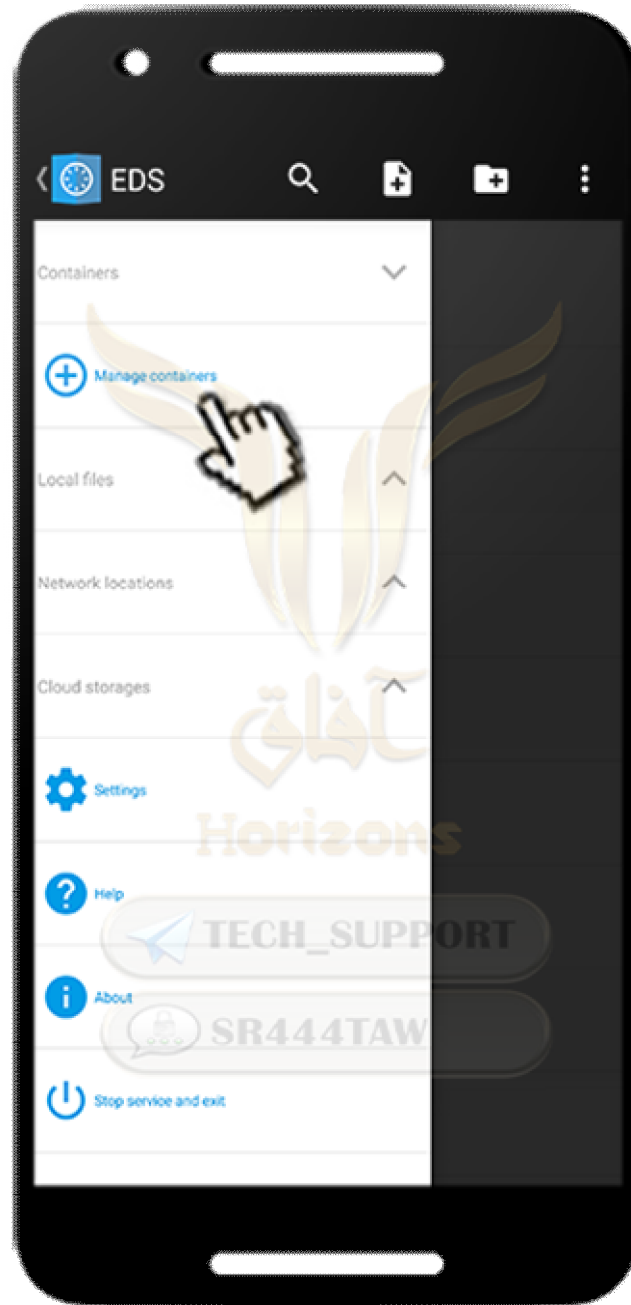 EDS
Containers
Manage containers
Local files
Network locations
Cloud storages
آفاق
Settings
Horizons
Help
TECH_SUPPORT
About
SR444TAW
Stop service and exit